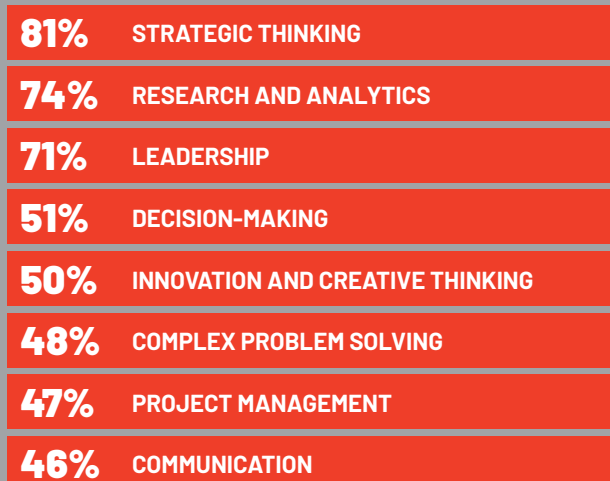 81% STRATEGIC THINKING
74% RESEARCH AND ANALYTICS
71% LEADERSHIP
51% DECISION-MAKING
50% INNOVATION AND CREATIVE THINKING
48% COMPLEX PROBLEM SOLVING
47% PROJECT MANAGEMENT
46% COMMUNICATION